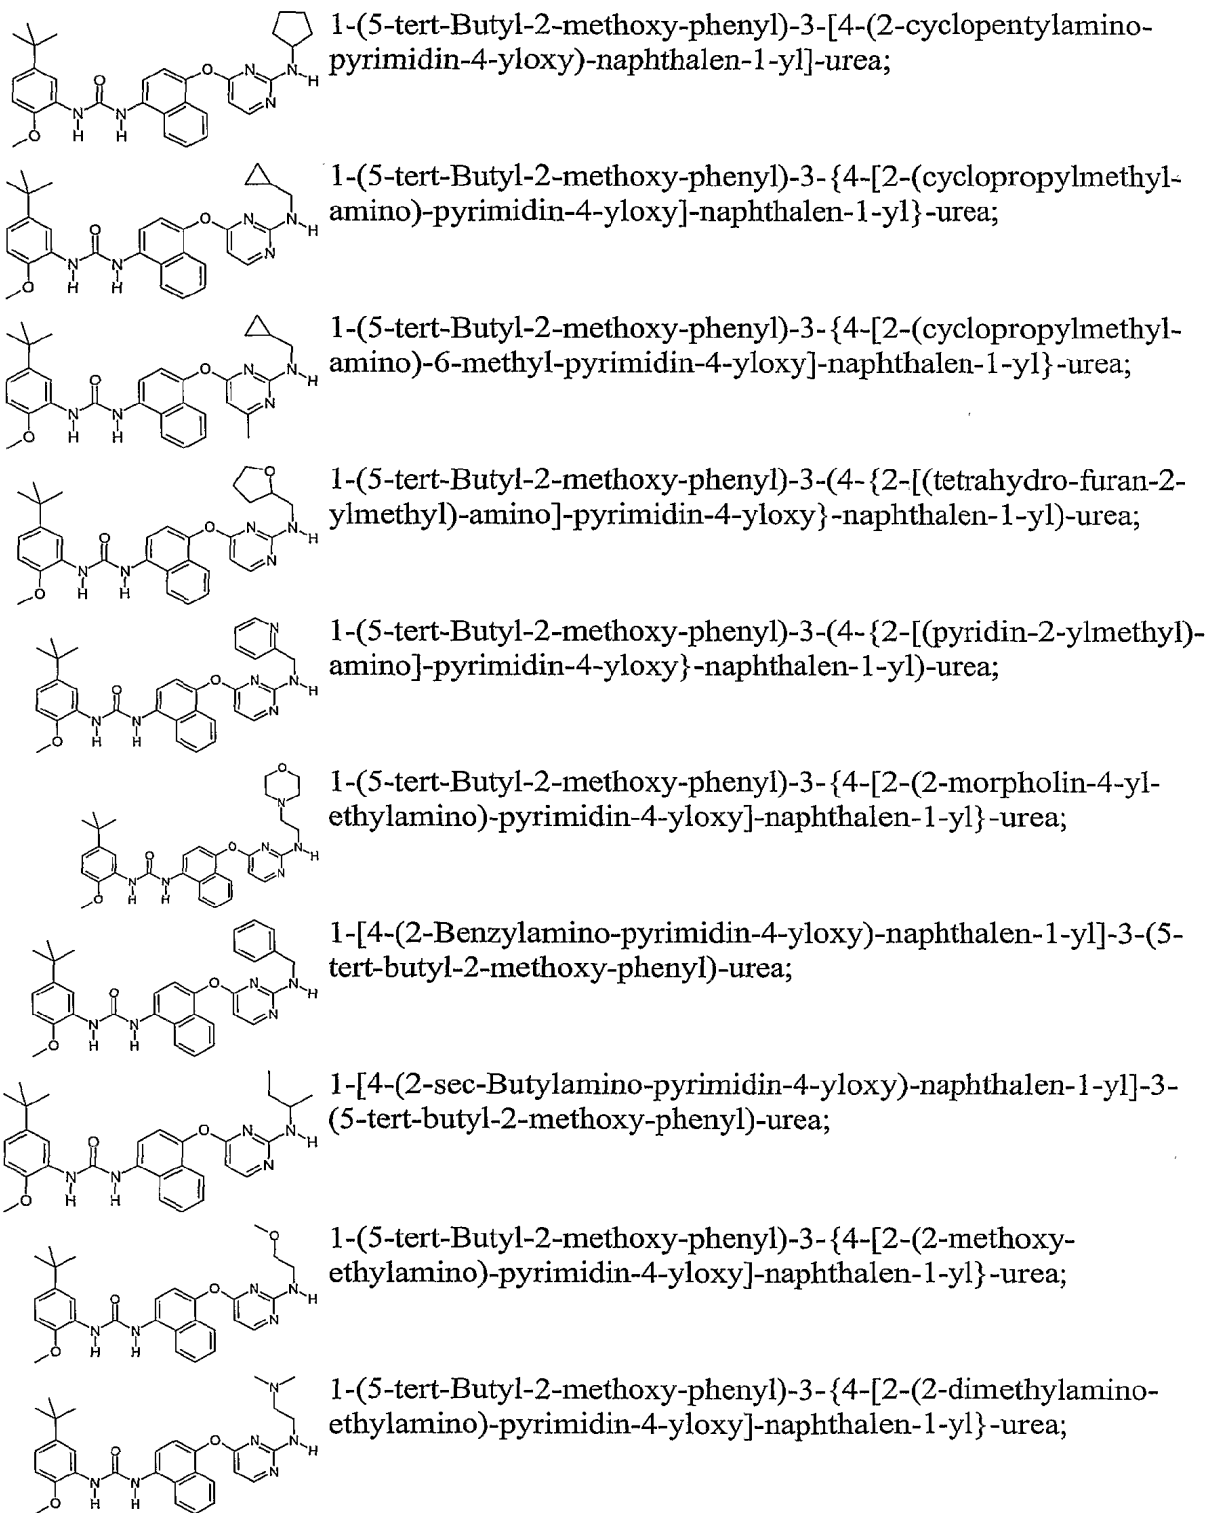 1-(5-tert-Butyl-2-methoxy-phenyl)-3-[4-(2-cyclopentylamino-
pyrimidin-4-yloxy)-naphthalen-1-yl]-urea;
1-(5-tert-Butyl-2-methoxy-phenyl)-3-{4-[2-(cyclopropylmethyl-
amino)-pyrimidin-4-yloxy]-naphthalen-1-yl}-urea;
1-(5-tert-Butyl-2-methoxy-phenyl)-3-{4-[2-(cyclopropylmethyl-
amino)-6-methyl-pyrimidin-4-yloxy]-naphthalen-1-yl}-urea;
1-(5-tert-Butyl-2-methoxy-phenyl)-3-(4-{2-[(tetrahydro-furan-2-
ylmethyl)-amino]-pyrimidin-4-yloxy}-naphthalen-1-yl)-urea;
1-(5-tert-Butyl-2-methoxy-phenyl)-3-(4-{2-[(pyridin-2-ylmethyl)-
amino]-pyrimidin-4-yloxy}-naphthalen-1-yl)-urea;
1-(5-tert-Butyl-2-methoxy-phenyl)-3-{4-[2-(2-morpholin-4-yl-
ethylamino)-pyrimidin-4-yloxy]-naphthalen-1-yl}-urea;
1-[4-(2-Benzylamino-pyrimidin-4-yloxy)-naphthalen-1-yl]-3-(5-
tert-butyl-2-methoxy-phenyl)-urea;
1-[4-(2-sec-Butylamino-pyrimidin-4-yloxy)-naphthalen-1-yl]-3-
(5-tert-butyl-2-methoxy-phenyl)-urea;
1-(5-tert-Butyl-2-methoxy-phenyl)-3-{4-[2-(2-methoxy-
ethylamino)-pyrimidin-4-yloxy]-naphthalen-1-yl}-urea;
1-(5-tert-Butyl-2-methoxy-phenyl)-3-{4-[2-(2-dimethylamino-
ethylamino)-pyrimidin-4-yloxy]-naphthalen-1-yl}-urea;